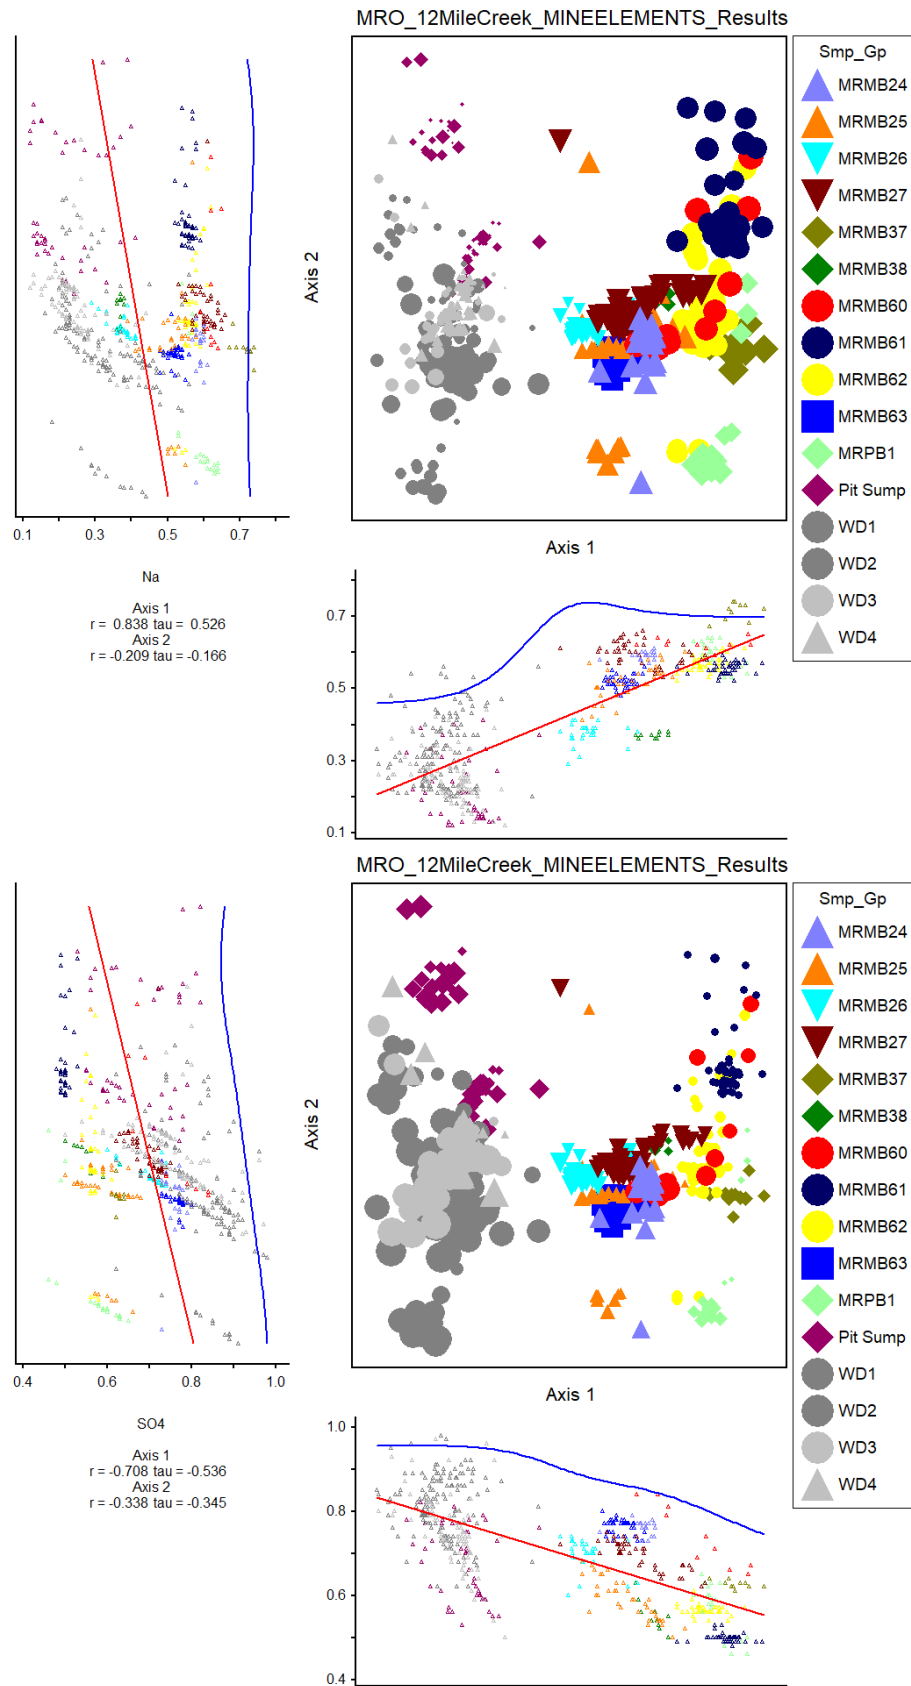 MRO_12MileCreek_MINEELEMENTS_Results
Axis 2
Smp_Gp
MRMB24
MRMB25
MRMB26
MRMB27
MRMB37
MRMB38
MRMB60
MRMB61
MRMB62
MRMB63
MRPB1
Pit Sump
WD1
WD2
WD3
WD4
0.1 0.3 0.5 0.7
Axis 1
Na
Axis 1
r = 0.838 tau = 0.526
Axis 2
r = -0.209 tau = -0.166
0.7
0.5
0.3
0.1
MRO_12MileCreek_MINEELEMENTS_Results
Axis 2
Smp_Gp
MRMB24
MRMB25
MRMB26
MRMB27
MRMB37
MRMB38
MRMB60
MRMB61
MRMB62
MRMB63
MRPB1
Pit Sump
WD1
WD2
WD3
WD4
0.4 0.6 0.8 1.0
Axis 1
SO4
Axis 1
r = -0.708 tau = -0.536
Axis 2
r = -0.338 tau = -0.345
1.0
0.8
0.6
0.4